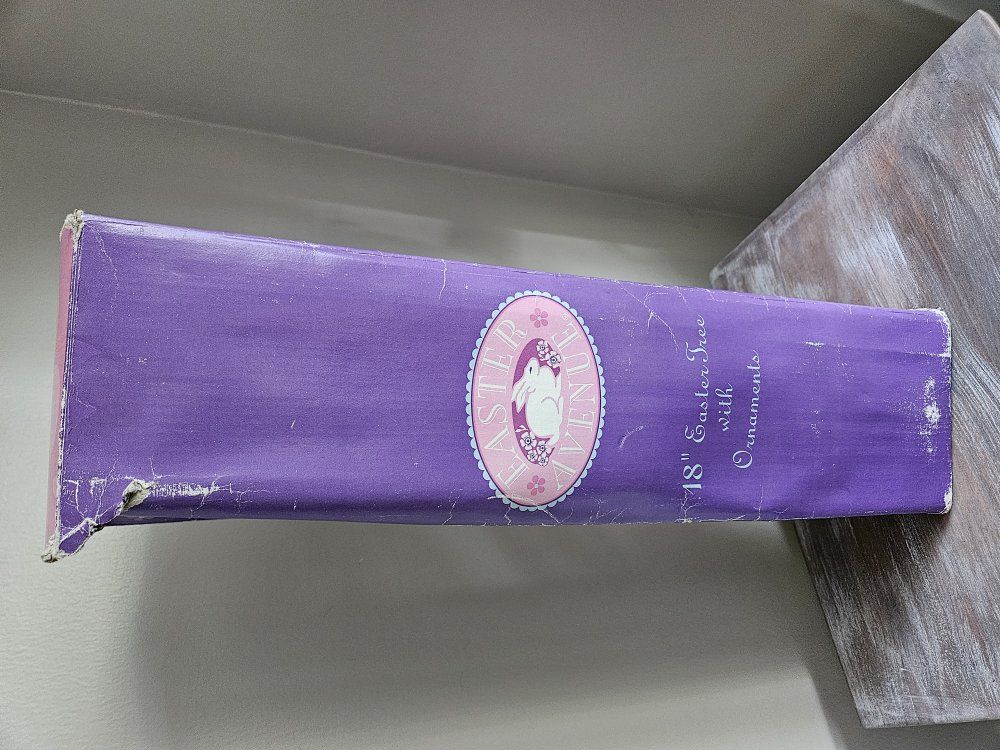 EASTER
AVENUE
18" Easter Tree
with
Ornaments